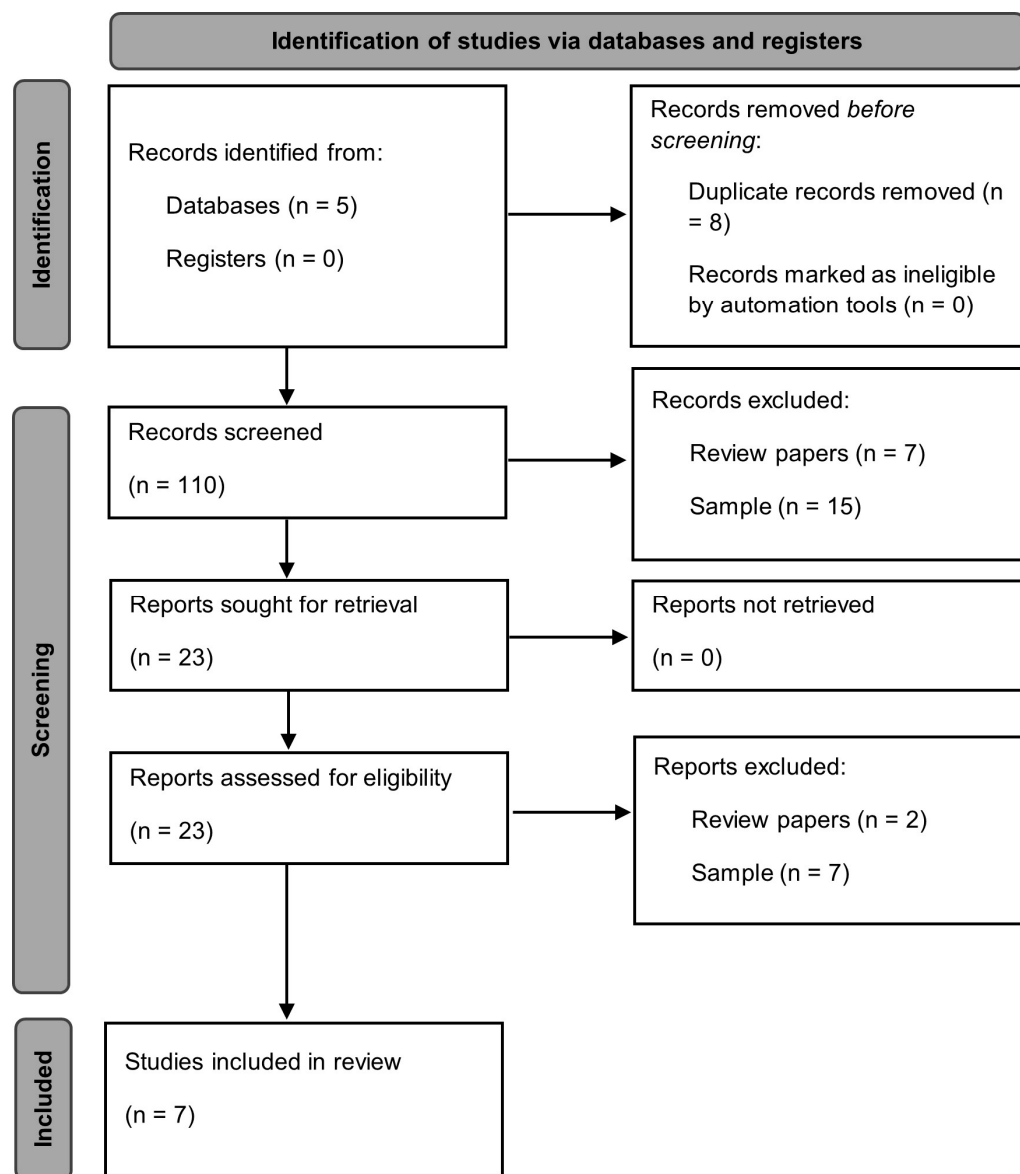 Identification of studies via databases and registers
Identification
Records identified from:
Databases (n = 5)
Registers (n = 0)
Records removed before
screening:
Duplicate records removed (n
= 8)
Records marked as ineligible
by automation tools (n = 0)
Screening
Records screened
(n = 110)
Records excluded:
Review papers (n = 7)
Sample (n = 15)
Reports sought for retrieval
(n = 23)
Reports not retrieved
(n = 0)
Reports assessed for eligibility
(n = 23)
Reports excluded:
Review papers (n = 2)
Sample (n = 7)
Included
Studies included in review
(n = 7)